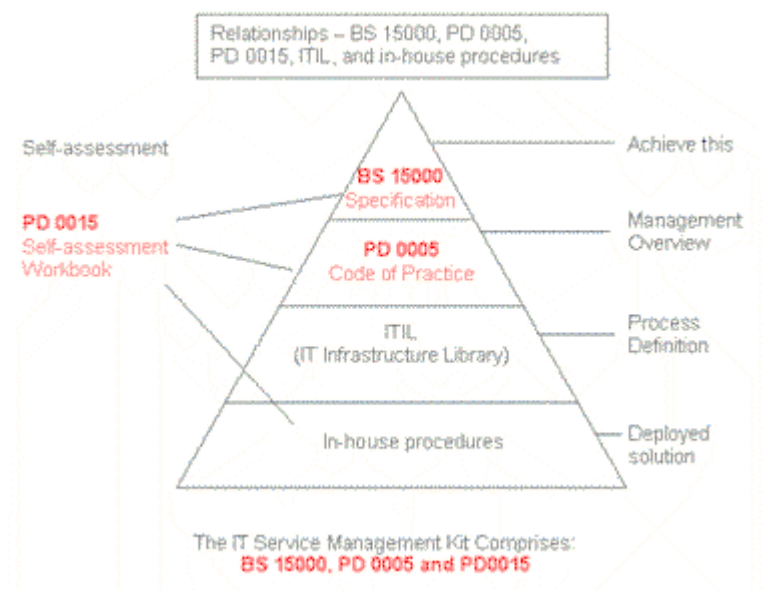 Relationships – BS 15000, PD 0005,
PD 0015, ITIL, and in-house procedures
Self-assessment
Achieve this
BS 15000
Specification
PD 0015
Self-assessment
Workbook
Management
Overview
PD 0005
Code of Practice
ITIL
(IT Infrastructure Library)
Process
Definition
In-house procedures
Deployed
solution
The IT Service Management Kit Comprises:
BS 15000, PD 0005 and PD0015